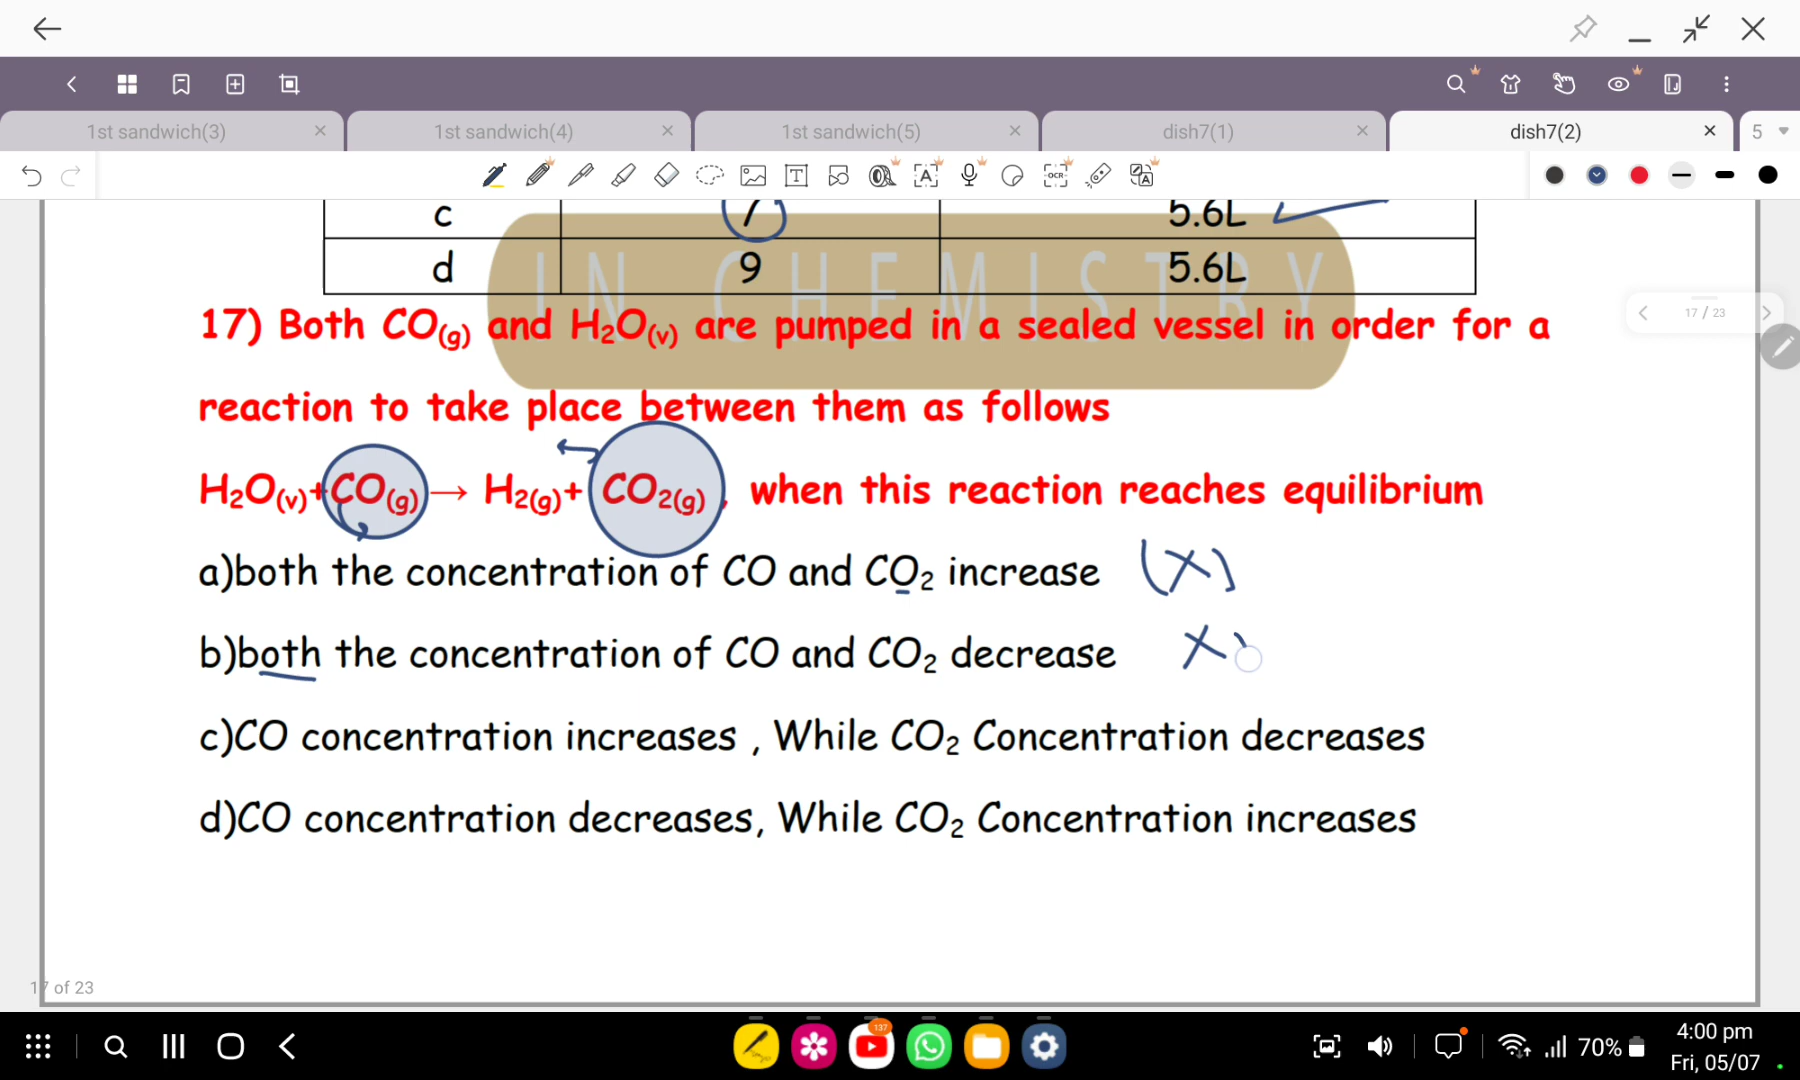 1st sandwich(3) 1st sandwich(4) 1st sandwich(5) dish7(1) dish7(2) 5
OCR
c 7 5.6L
d 9 5.6L
IN CHEMISTRY
17) Both CO(g) and H₂O(v) are pumped in a sealed vessel in order for a
17 / 23
reaction to take place between them as follows
H₂O(v)+CO(g)→ H₂(g)+ CO₂(g), when this reaction reaches equilibrium
a)both the concentration of CO and CO₂ increase (X)
b)both the concentration of CO and CO₂ decrease X)
c)CO concentration increases , While CO₂ Concentration decreases
d)CO concentration decreases, While CO₂ Concentration increases
17 of 23
137
70%
4:00 pm
Fri, 05/07